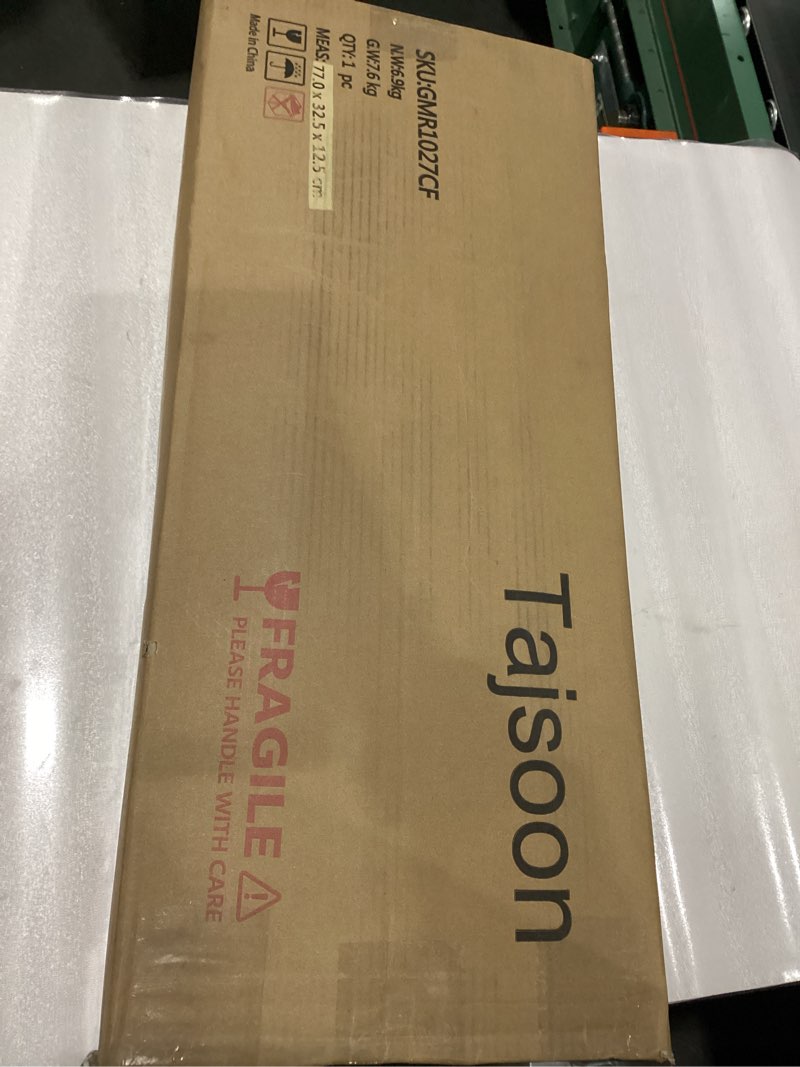 SKU:GMR1027CF
N.W:6.9kg
G.W:7.6 kg
QTY:1 pc
MEAS: 77.0 x 32.5 x 12.5 cm
Made in China
Tajsoon
FRAGILE
PLEASE HANDLE WITH CARE